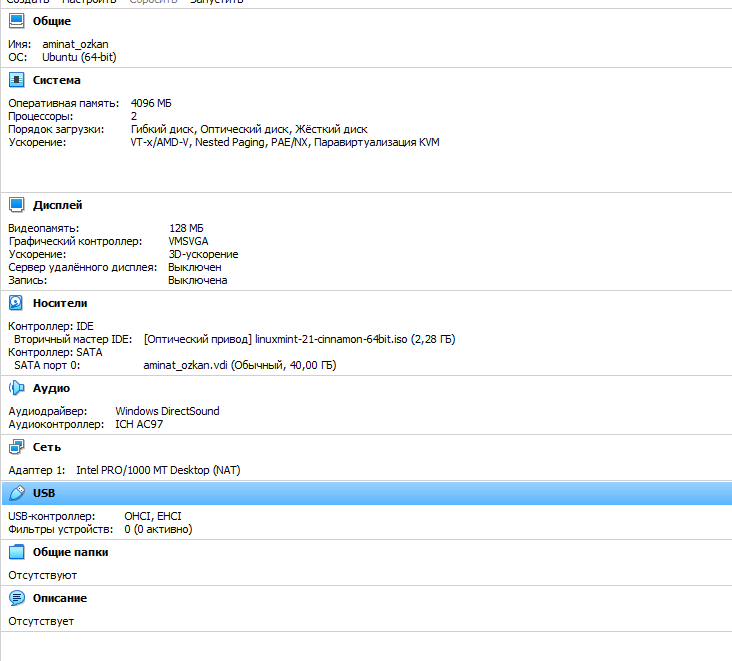 Создать Настроить Сбросить Запустить
Общие
Имя: aminat_ozkan
ОС: Ubuntu (64-bit)
Система
Оперативная память: 4096 МБ
Процессоры: 2
Порядок загрузки: Гибкий диск, Оптический диск, Жёсткий диск
Ускорение: VT-x/AMD-V, Nested Paging, PAE/NX, Паравиртуализация KVM
Дисплей
Видеопамять: 128 МБ
Графический контроллер: VMSVGA
Ускорение: 3D-ускорение
Сервер удалённого дисплея: Выключен
Запись: Выключена
Носители
Контроллер: IDE
Вторичный мастер IDE: [Оптический привод] linuxmint-21-cinnamon-64bit.iso (2,28 ГБ)
Контроллер: SATA
SATA порт 0: aminat_ozkan.vdi (Обычный, 40,00 ГБ)
Аудио
Аудиодрайвер: Windows DirectSound
Аудиоконтроллер: ICH AC97
Сеть
Адаптер 1: Intel PRO/1000 MT Desktop (NAT)
USB
USB-контроллер: OHCI, EHCI
Фильтры устройств: 0 (0 активно)
Общие папки
Отсутствуют
Описание
Отсутствует